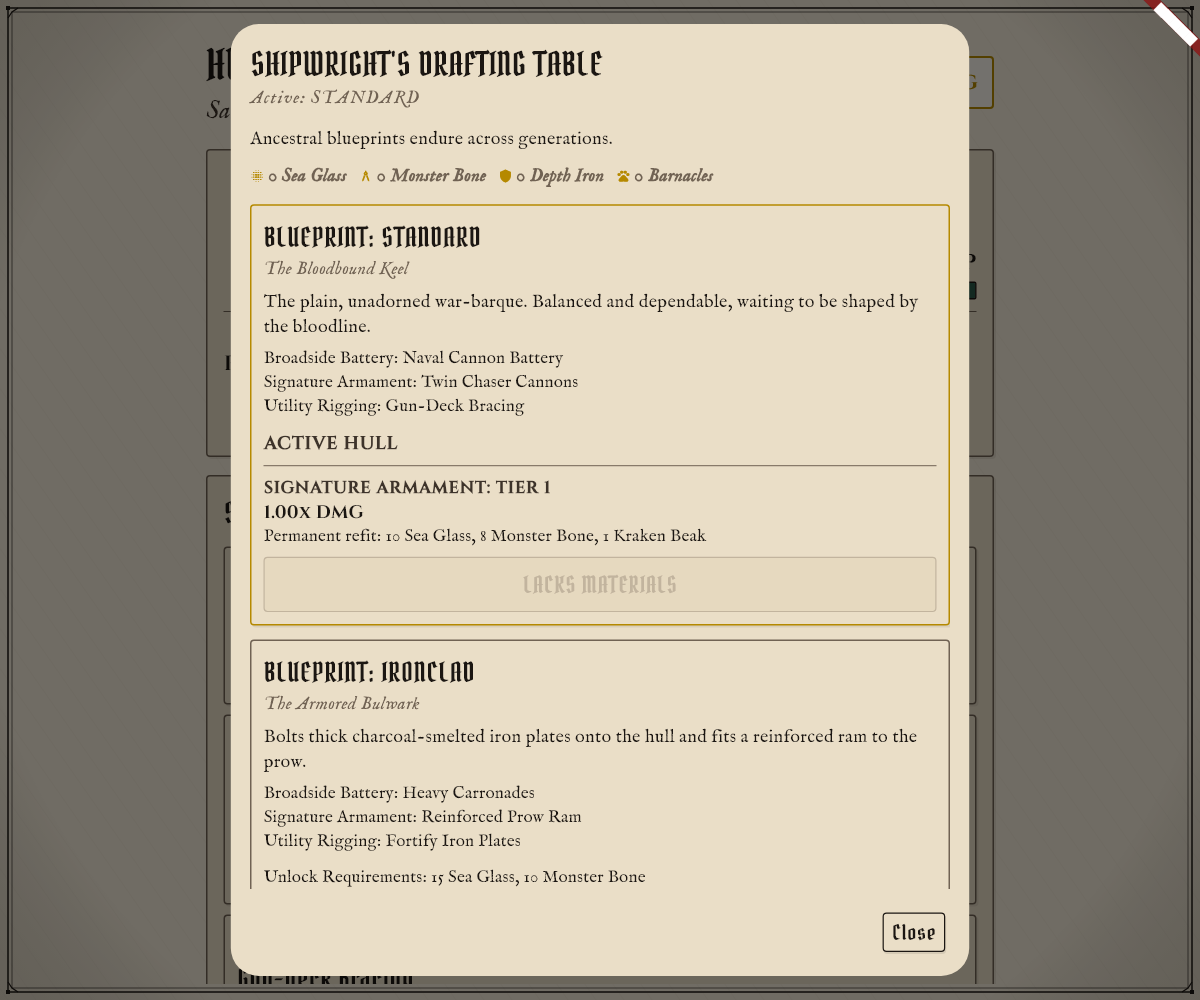 SHIPWRIGHT'S DRAFTING TABLE
Active: STANDARD
Ancestral blueprints endure across generations.
0 Sea Glass 0 Monster Bone 0 Depth Iron 0 Barnacles
BLUEPRINT: STANDARD
The Bloodbound Keel
The plain, unadorned war-barque. Balanced and dependable, waiting to be shaped by
the bloodline.
Broadside Battery: Naval Cannon Battery
Signature Armament: Twin Chaser Cannons
Utility Rigging: Gun-Deck Bracing
ACTIVE HULL
SIGNATURE ARMAMENT: TIER 1
1.00X DMG
Permanent refit: 10 Sea Glass, 8 Monster Bone, 1 Kraken Beak
LACKS MATERIALS
BLUEPRINT: IRONCLAD
The Armored Bulwark
Bolts thick charcoal-smelted iron plates onto the hull and fits a reinforced ram to the
prow.
Broadside Battery: Heavy Carronades
Signature Armament: Reinforced Prow Ram
Utility Rigging: Fortify Iron Plates
Unlock Requirements: 15 Sea Glass, 10 Monster Bone
Close
Gun-Deck Bracing